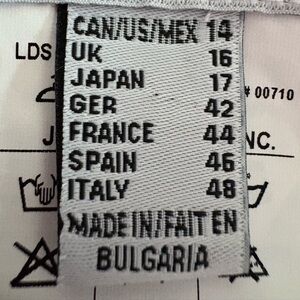 CAN/US/MEX 14
UK 16
JAPAN 17
GER 42
FRANCE 44
SPAIN 46
ITALY 48
MADE IN/FAIT EN
BULGARIA
LDS
# 00710
J NC.